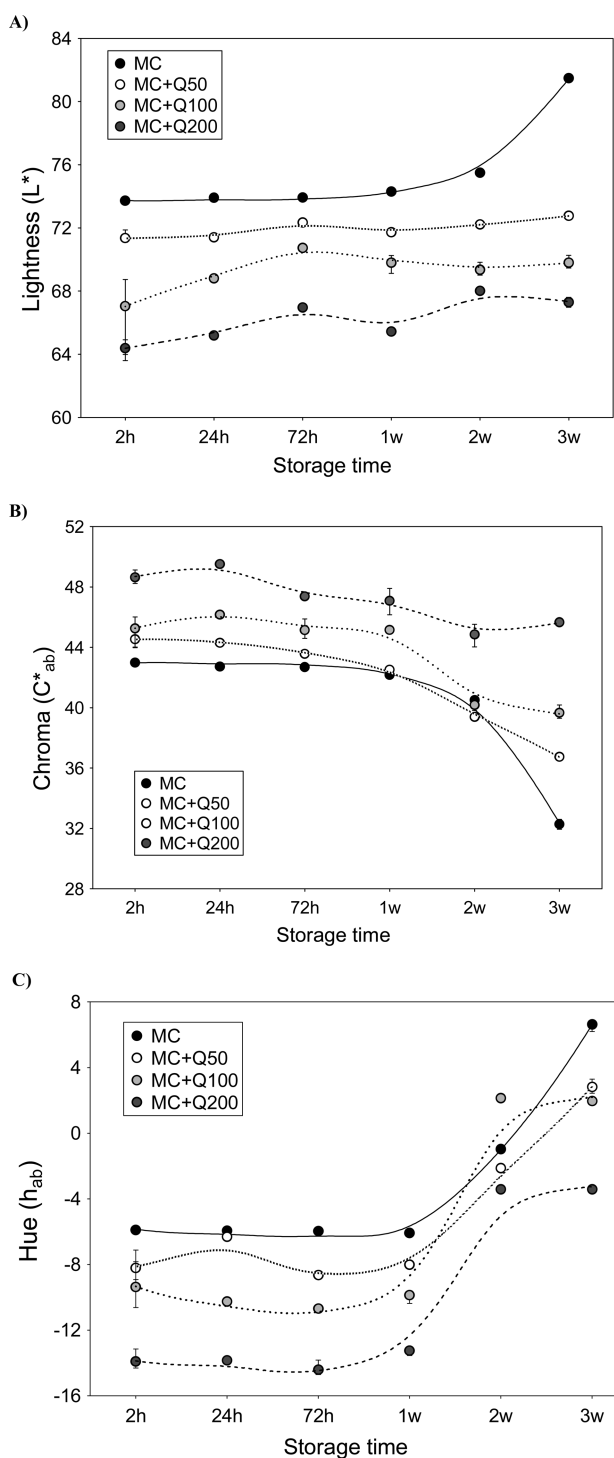 A)
84
80
76
72
68
64
60
Lightness (L*)
MC
MC+Q50
MC+Q100
MC+Q200
2h 24h 72h 1w 2w 3w
Storage time
B)
52
48
44
40
36
32
28
Chroma (C*ab)
MC
MC+Q50
MC+Q100
MC+Q200
2h 24h 72h 1w 2w 3w
Storage time
C)
8
4
0
-4
-8
-12
-16
Hue (hab)
MC
MC+Q50
MC+Q100
MC+Q200
2h 24h 72h 1w 2w 3w
Storage time